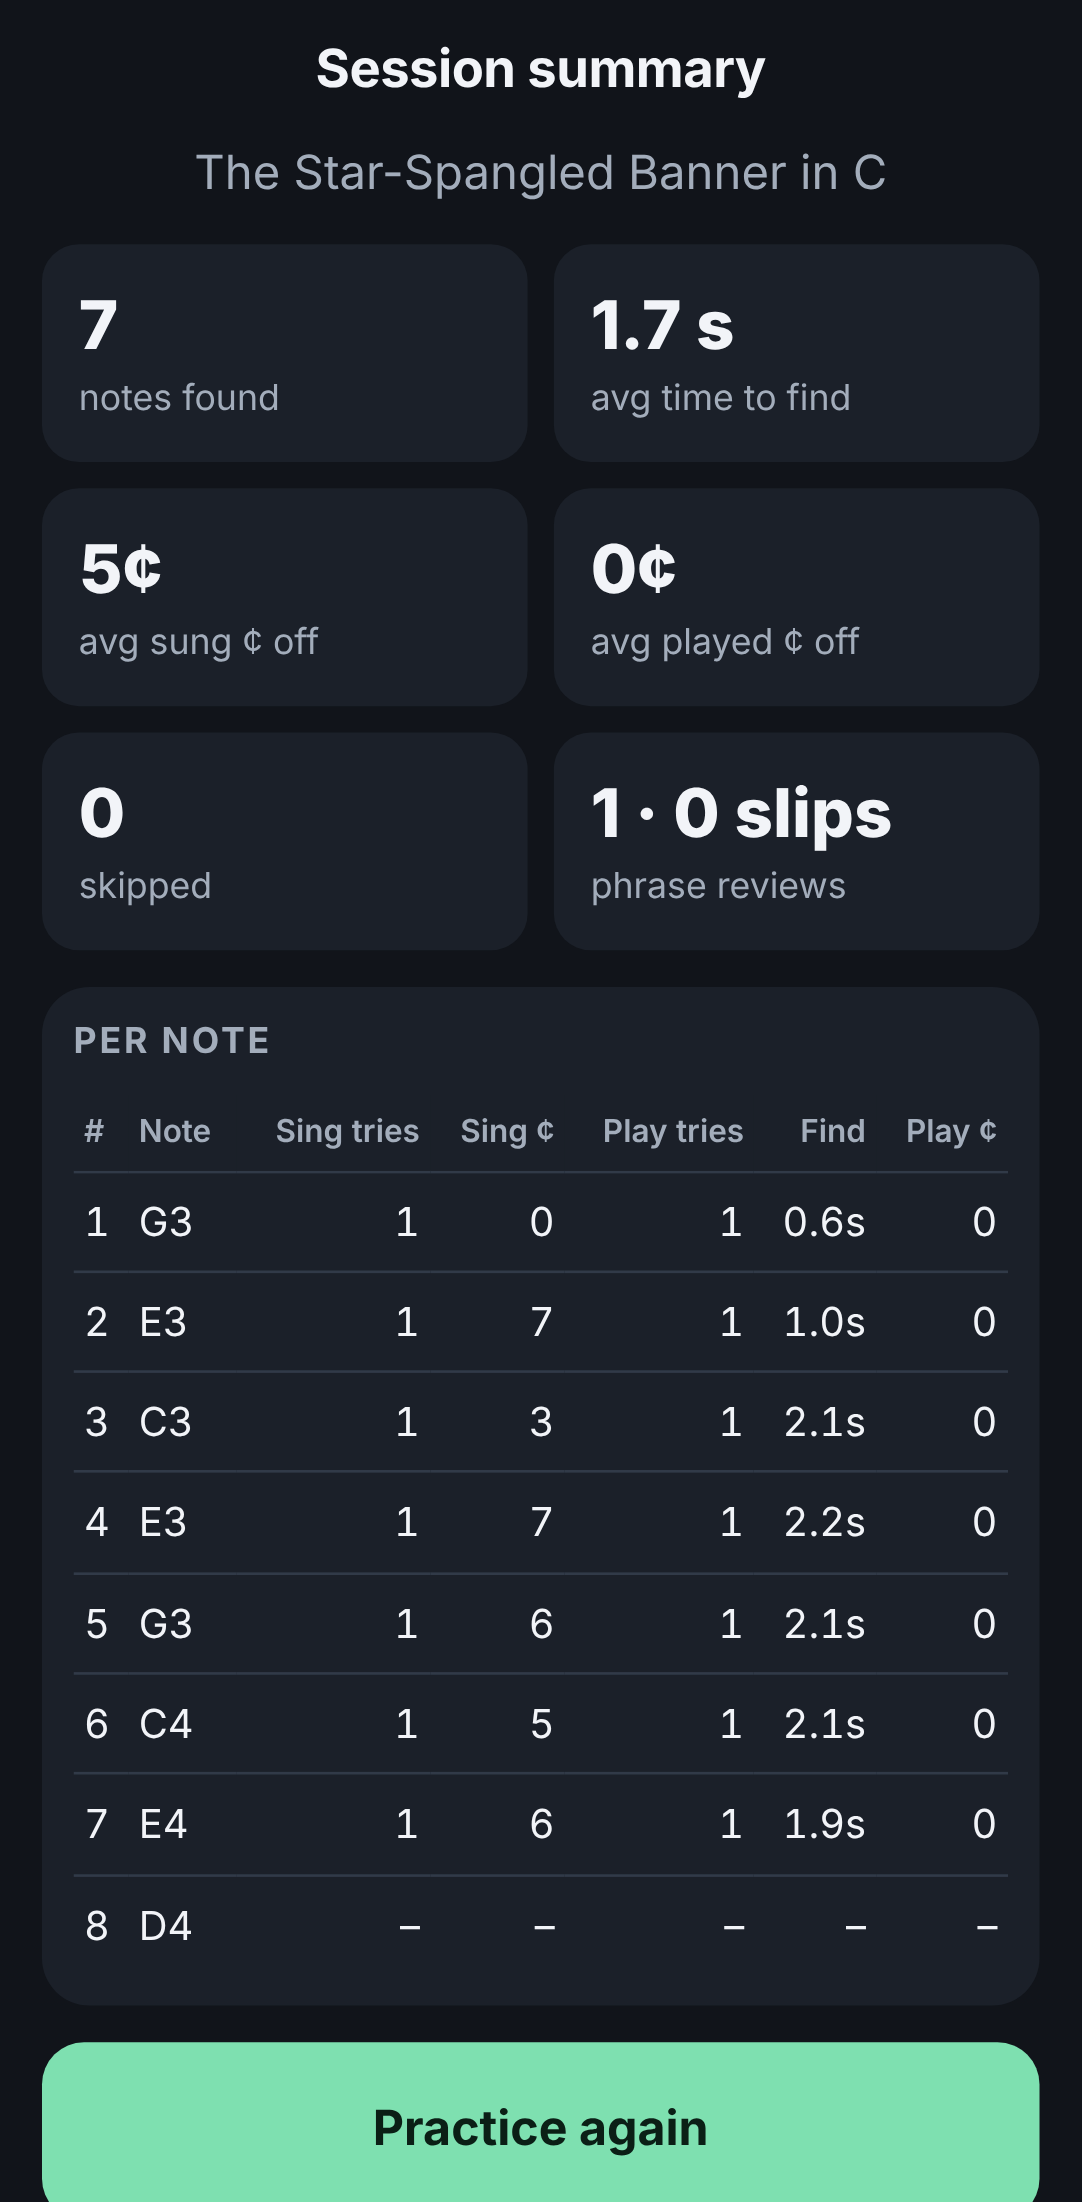 Session summary
The Star-Spangled Banner in C
7
notes found
1.7 s
avg time to find
5¢
avg sung ¢ off
0¢
avg played ¢ off
0
skipped
1 · 0 slips
phrase reviews
PER NOTE
# Note Sing tries Sing ¢ Play tries Find Play ¢
1 G3 1 0 1 0.6s 0
2 E3 1 7 1 1.0s 0
3 C3 1 3 1 2.1s 0
4 E3 1 7 1 2.2s 0
5 G3 1 6 1 2.1s 0
6 C4 1 5 1 2.1s 0
7 E4 1 6 1 1.9s 0
8 D4 – – – – –
Practice again